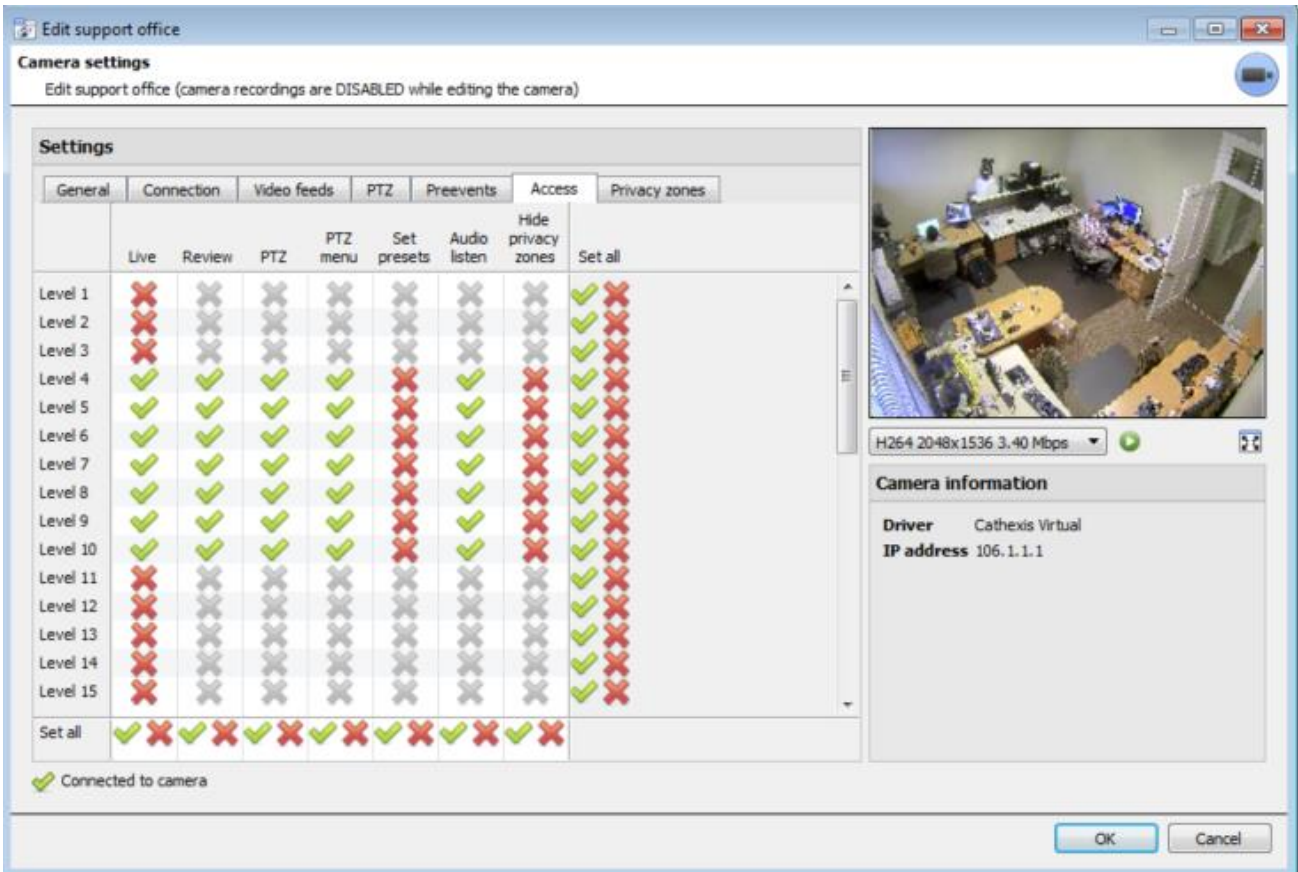 Edit support office
Camera settings
Edit support office (camera recordings are DISABLED while editing the camera)
Settings
General Connection Video feeds PTZ Preevents Access Privacy zones
Live Review PTZ PTZ menu Set presets Audio listen Hide privacy zones Set all
Level 1
Level 2
Level 3
Level 4
Level 5
Level 6
Level 7
Level 8
Level 9
Level 10
Level 11
Level 12
Level 13
Level 14
Level 15
Set all
Connected to camera
H264 2048x1536 3.40 Mbps
Camera information
Driver Cathexis Virtual
IP address 106.1.1.1
OK Cancel